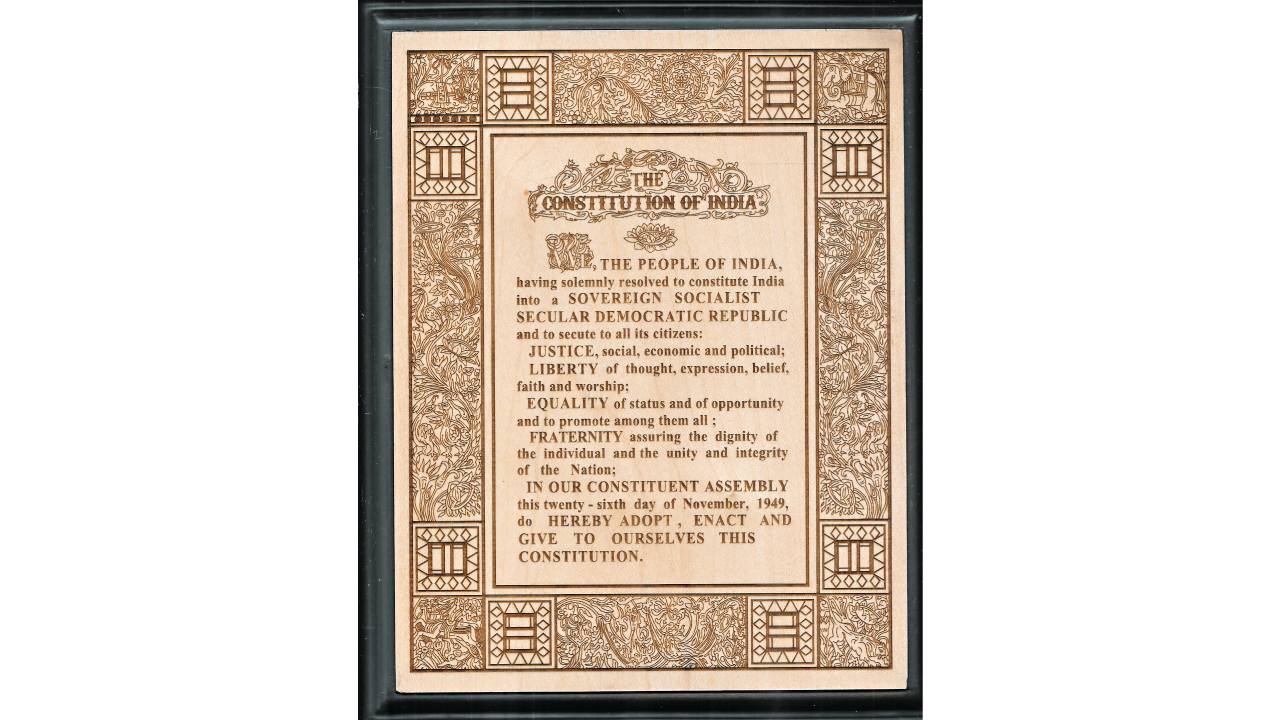 THE
CONSTITUTION OF INDIA
WE, THE PEOPLE OF INDIA,
having solemnly resolved to constitute India
into a SOVEREIGN SOCIALIST
SECULAR DEMOCRATIC REPUBLIC
and to secute to all its citizens:
JUSTICE, social, economic and political;
LIBERTY of thought, expression, belief,
faith and worship;
EQUALITY of status and of opportunity
and to promote among them all ;
FRATERNITY assuring the dignity of
the individual and the unity and integrity
of the Nation;
IN OUR CONSTITUENT ASSEMBLY
this twenty - sixth day of November, 1949,
do HEREBY ADOPT , ENACT AND
GIVE TO OURSELVES THIS
CONSTITUTION.